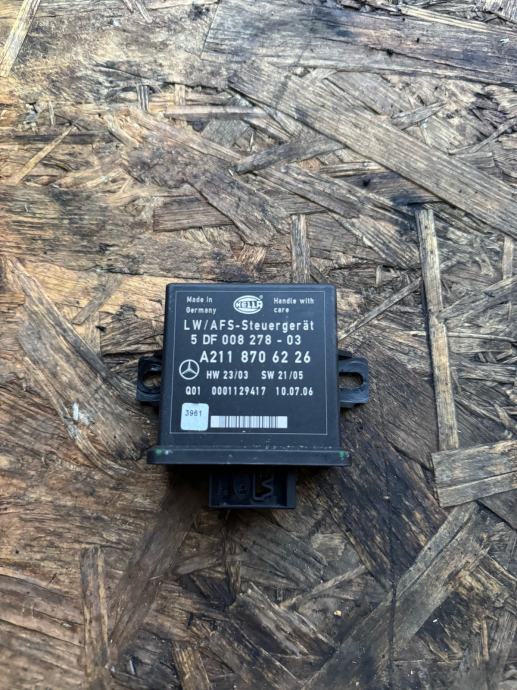 Made in
Germany
HELLA
Handle with
care
LW/AFS-Steuergerät
5 DF 008 278 - 03
A211 870 62 26
HW 23/03 SW 21/05
Q01 0001129417 10.07.06
3961